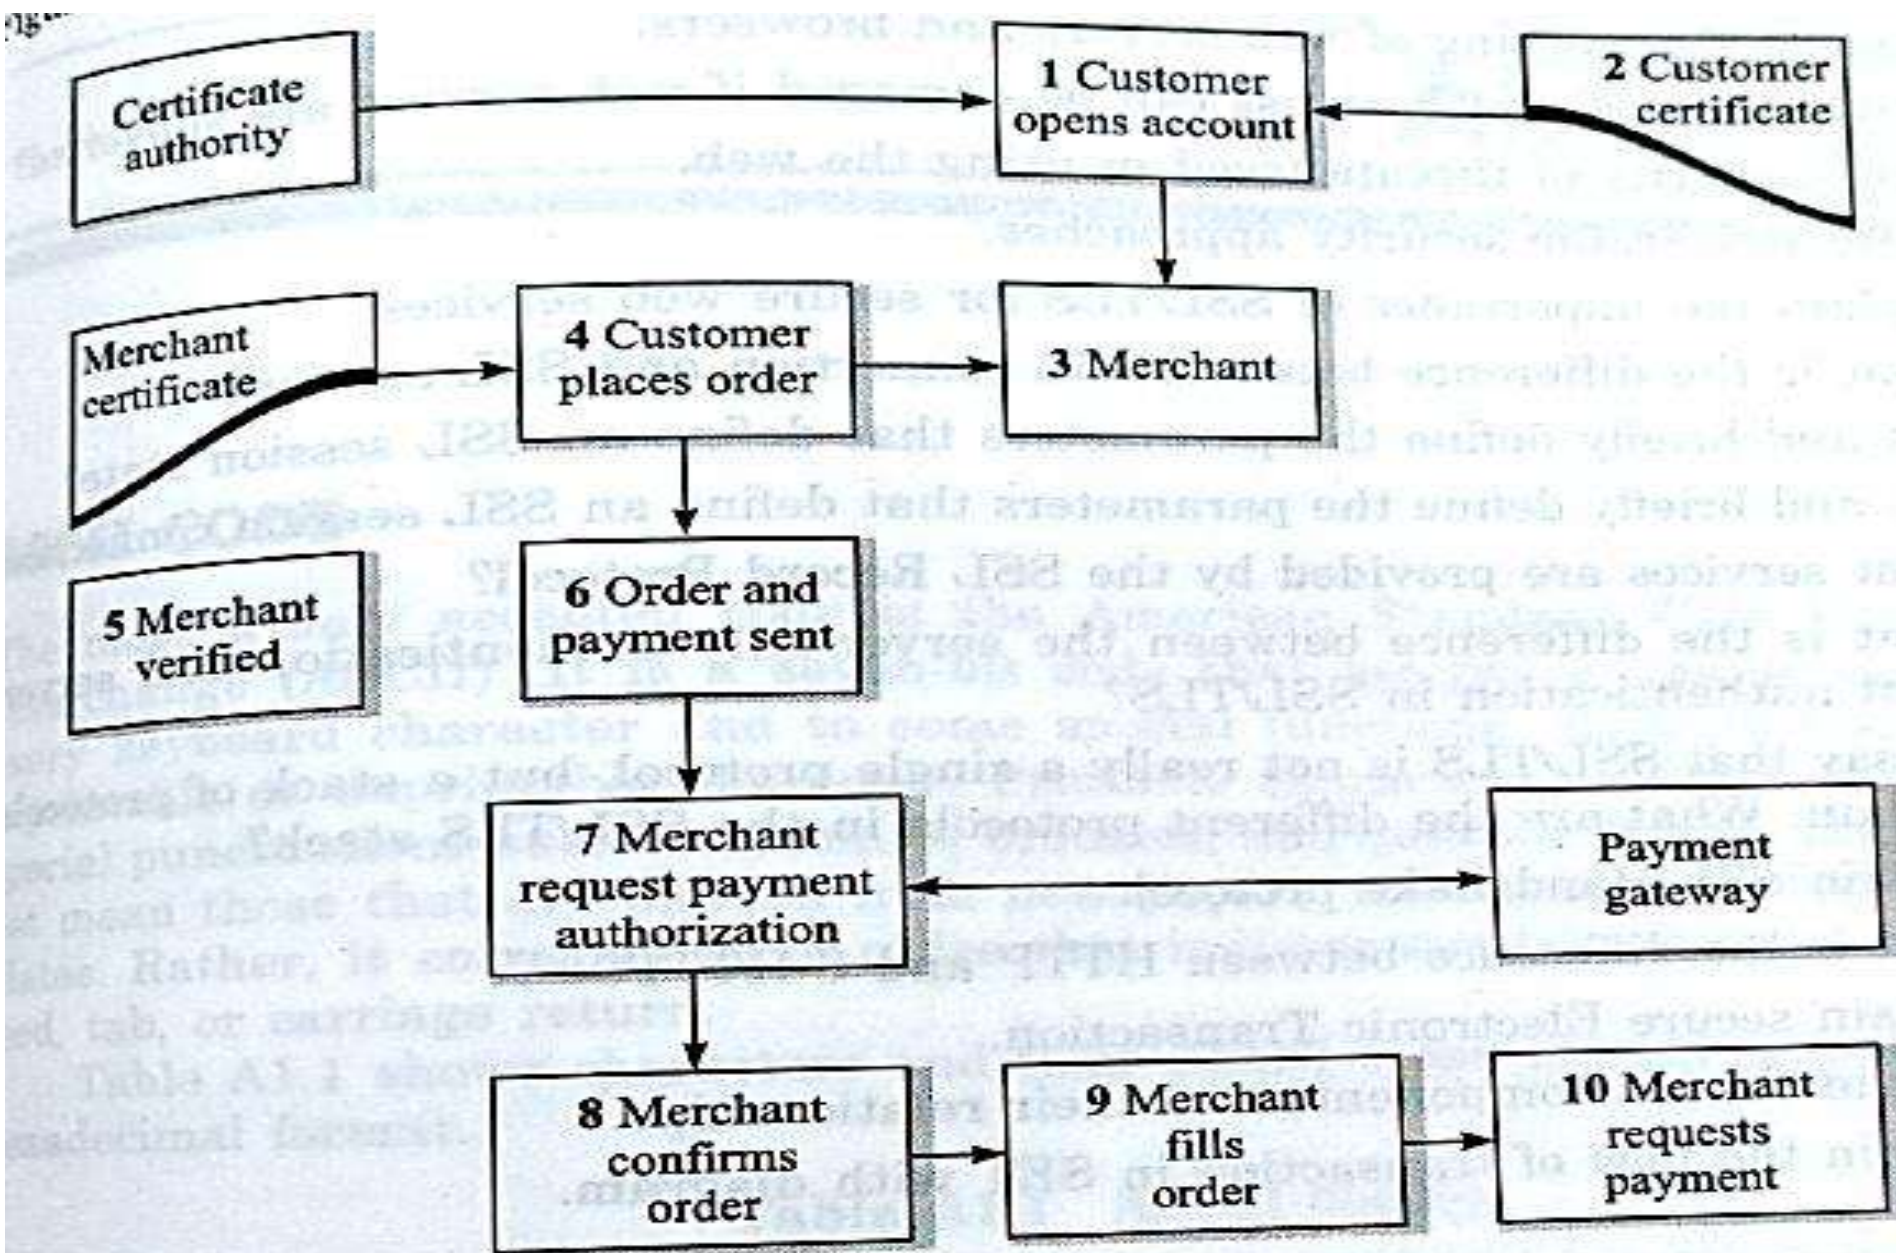 Certificate
authority
1 Customer
opens account
2 Customer
certificate
Merchant
certificate
4 Customer
places order
3 Merchant
5 Merchant
verified
6 Order and
payment sent
7 Merchant
request payment
authorization
Payment
gateway
8 Merchant
confirms
order
9 Merchant
fills
order
10 Merchant
requests
payment